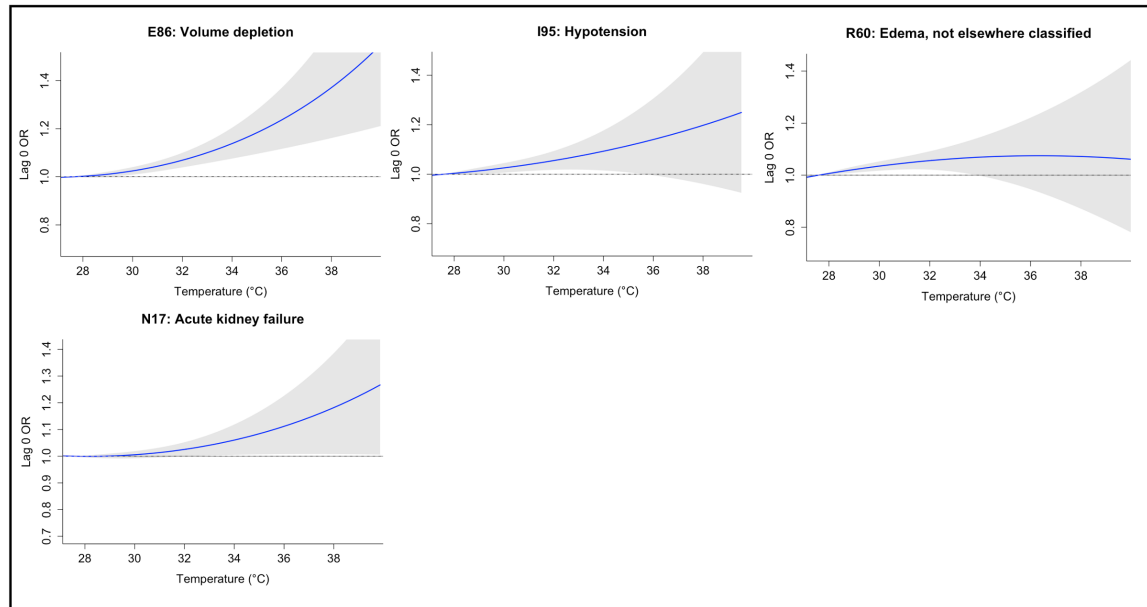 E86: Volume depletion
Lag 0 OR
1.4
1.2
1.0
0.8
28 30 32 34 36 38
Temperature (°C)
I95: Hypotension
Lag 0 OR
1.4
1.2
1.0
0.8
28 30 32 34 36 38
Temperature (°C)
R60: Edema, not elsewhere classified
Lag 0 OR
1.4
1.2
1.0
0.8
28 30 32 34 36 38
Temperature (°C)
N17: Acute kidney failure
Lag 0 OR
1.4
1.3
1.2
1.1
1.0
0.9
0.8
0.7
28 30 32 34 36 38
Temperature (°C)